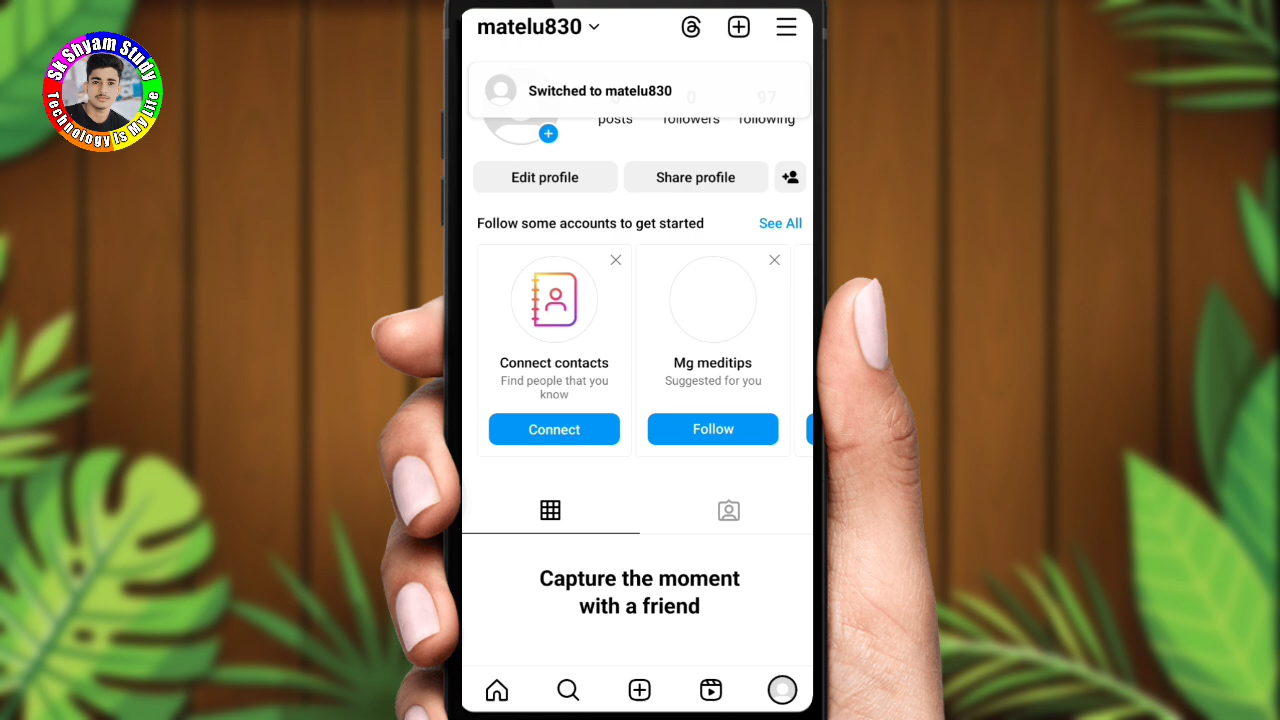 Sk Shyam Study
Technology is My Life
matelu830
Switched to matelu830
0 0 97
posts followers following
Edit profile Share profile
Follow some accounts to get started See All
Connect contacts
Find people that you
know
Connect
Mg meditips
Suggested for you
Follow
Capture the moment
with a friend